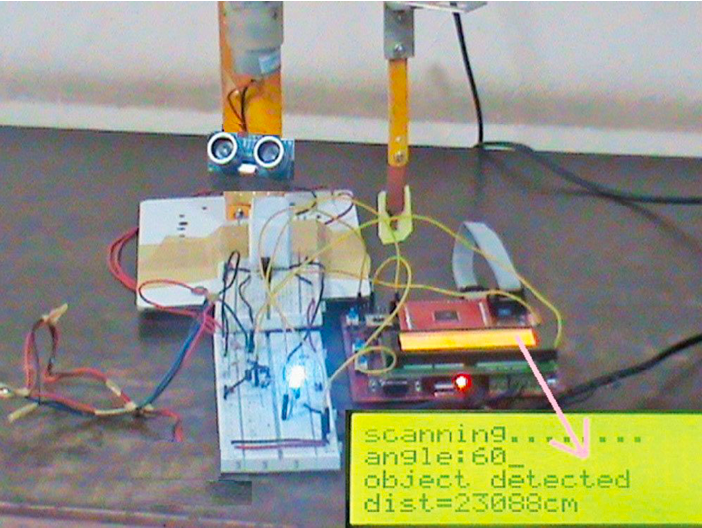 scanning........
angle:60_
object detected
dist=23088cm